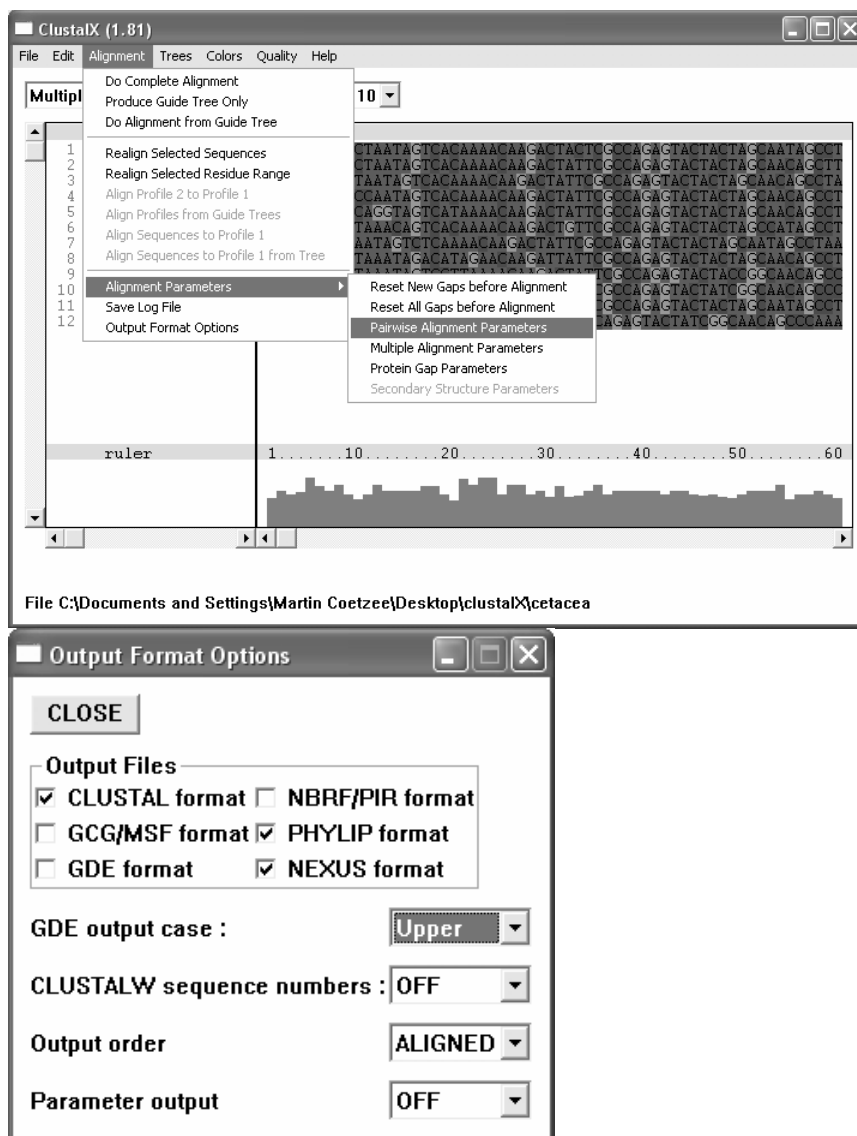 ClustalX (1.81)
File Edit Alignment Trees Colors Quality Help
Multipl 10
Do Complete Alignment
Produce Guide Tree Only
Do Alignment from Guide Tree
Realign Selected Sequences
Realign Selected Residue Range
Align Profile 2 to Profile 1
Align Profiles from Guide Trees
Align Sequences to Profile 1
Align Sequences to Profile 1 from Tree
Alignment Parameters
Save Log File
Output Format Options
Reset New Gaps before Alignment
Reset All Gaps before Alignment
Pairwise Alignment Parameters
Multiple Alignment Parameters
Protein Gap Parameters
Secondary Structure Parameters
1 CTAATAGTCACAAAACAAGACTACTCGCCAGAGTACTACTAGCAATAGCCT
2 CTAATAGTCACAAAACAAGACTATTCGCCAGAGTACTACTAGCAACAGCTT
3 TAATAGTCACAAAACAAGACTATTCGCCAGAGTACTACTAGCAACAGCCTA
4 CCAATAGTCACAAAACAAGACTATTCGCCAGAGTACTACTAGCAACAGCCT
5 CAGGTAGTCATAAAACAAGACTATTCGCCAGAGTACTACTAGCAACAGCCT
6 TAAACAGTCACAAAACAAGACTGTTCGCCAGAGTACTACTAGCCATAGCCT
7 AATAGTCTCAAAACAAGACTATTCGCCAGAGTACTACTAGCAATAGCCTAA
8 TAAATAGACATAGAACAAGATTATTCGCCAGAGTACTACTAGCAACAGCCT
9
10
11
12 CAGAGTACTATCGGCAACAGCCCAAA
ruler 1.......10........20........30........40........50........60
File C:\Documents and Settings\Martin Coetzee\Desktop\clustalX\cetacea
Output Format Options
CLOSE
Output Files
CLUSTAL format NBRF/PIR format
GCG/MSF format PHYLIP format
GDE format NEXUS format
GDE output case : Upper
CLUSTALW sequence numbers : OFF
Output order ALIGNED
Parameter output OFF